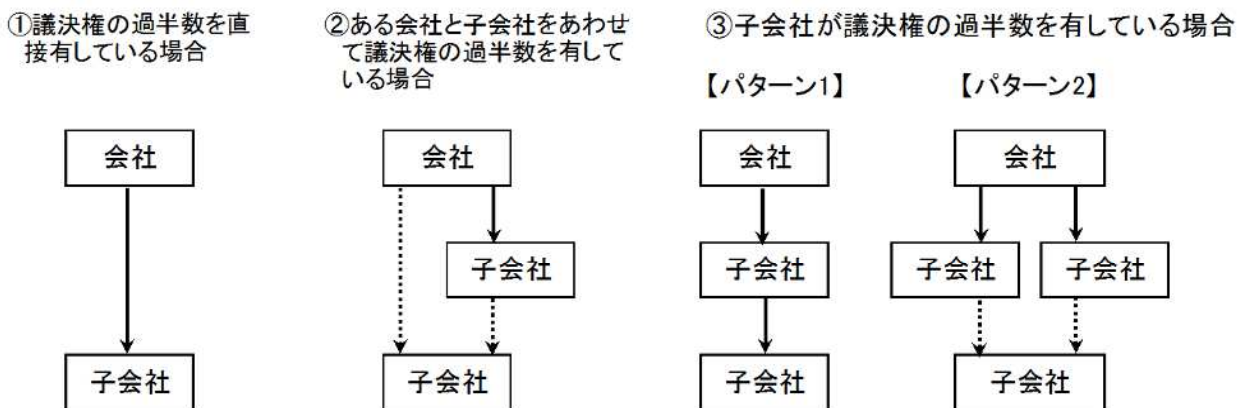 ①議決権の過半数を直
接有している場合
②ある会社と子会社をあわせ
て議決権の過半数を有して
いる場合
③子会社が議決権の過半数を有している場合
【パターン1】
【パターン2】
会社
会社
会社
会社
子会社
子会社
子会社
子会社
子会社
子会社
子会社
子会社